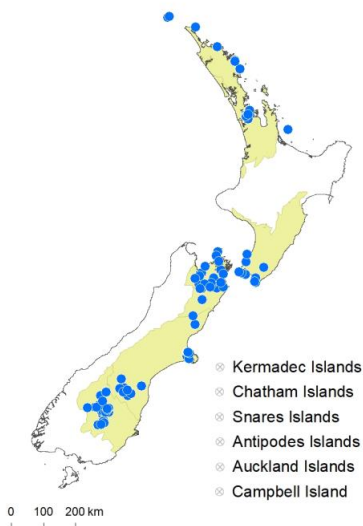 Kermadec Islands
Chatham Islands
Snares Islands
Antipodes Islands
Auckland Islands
Campbell Island
0 100 200 km